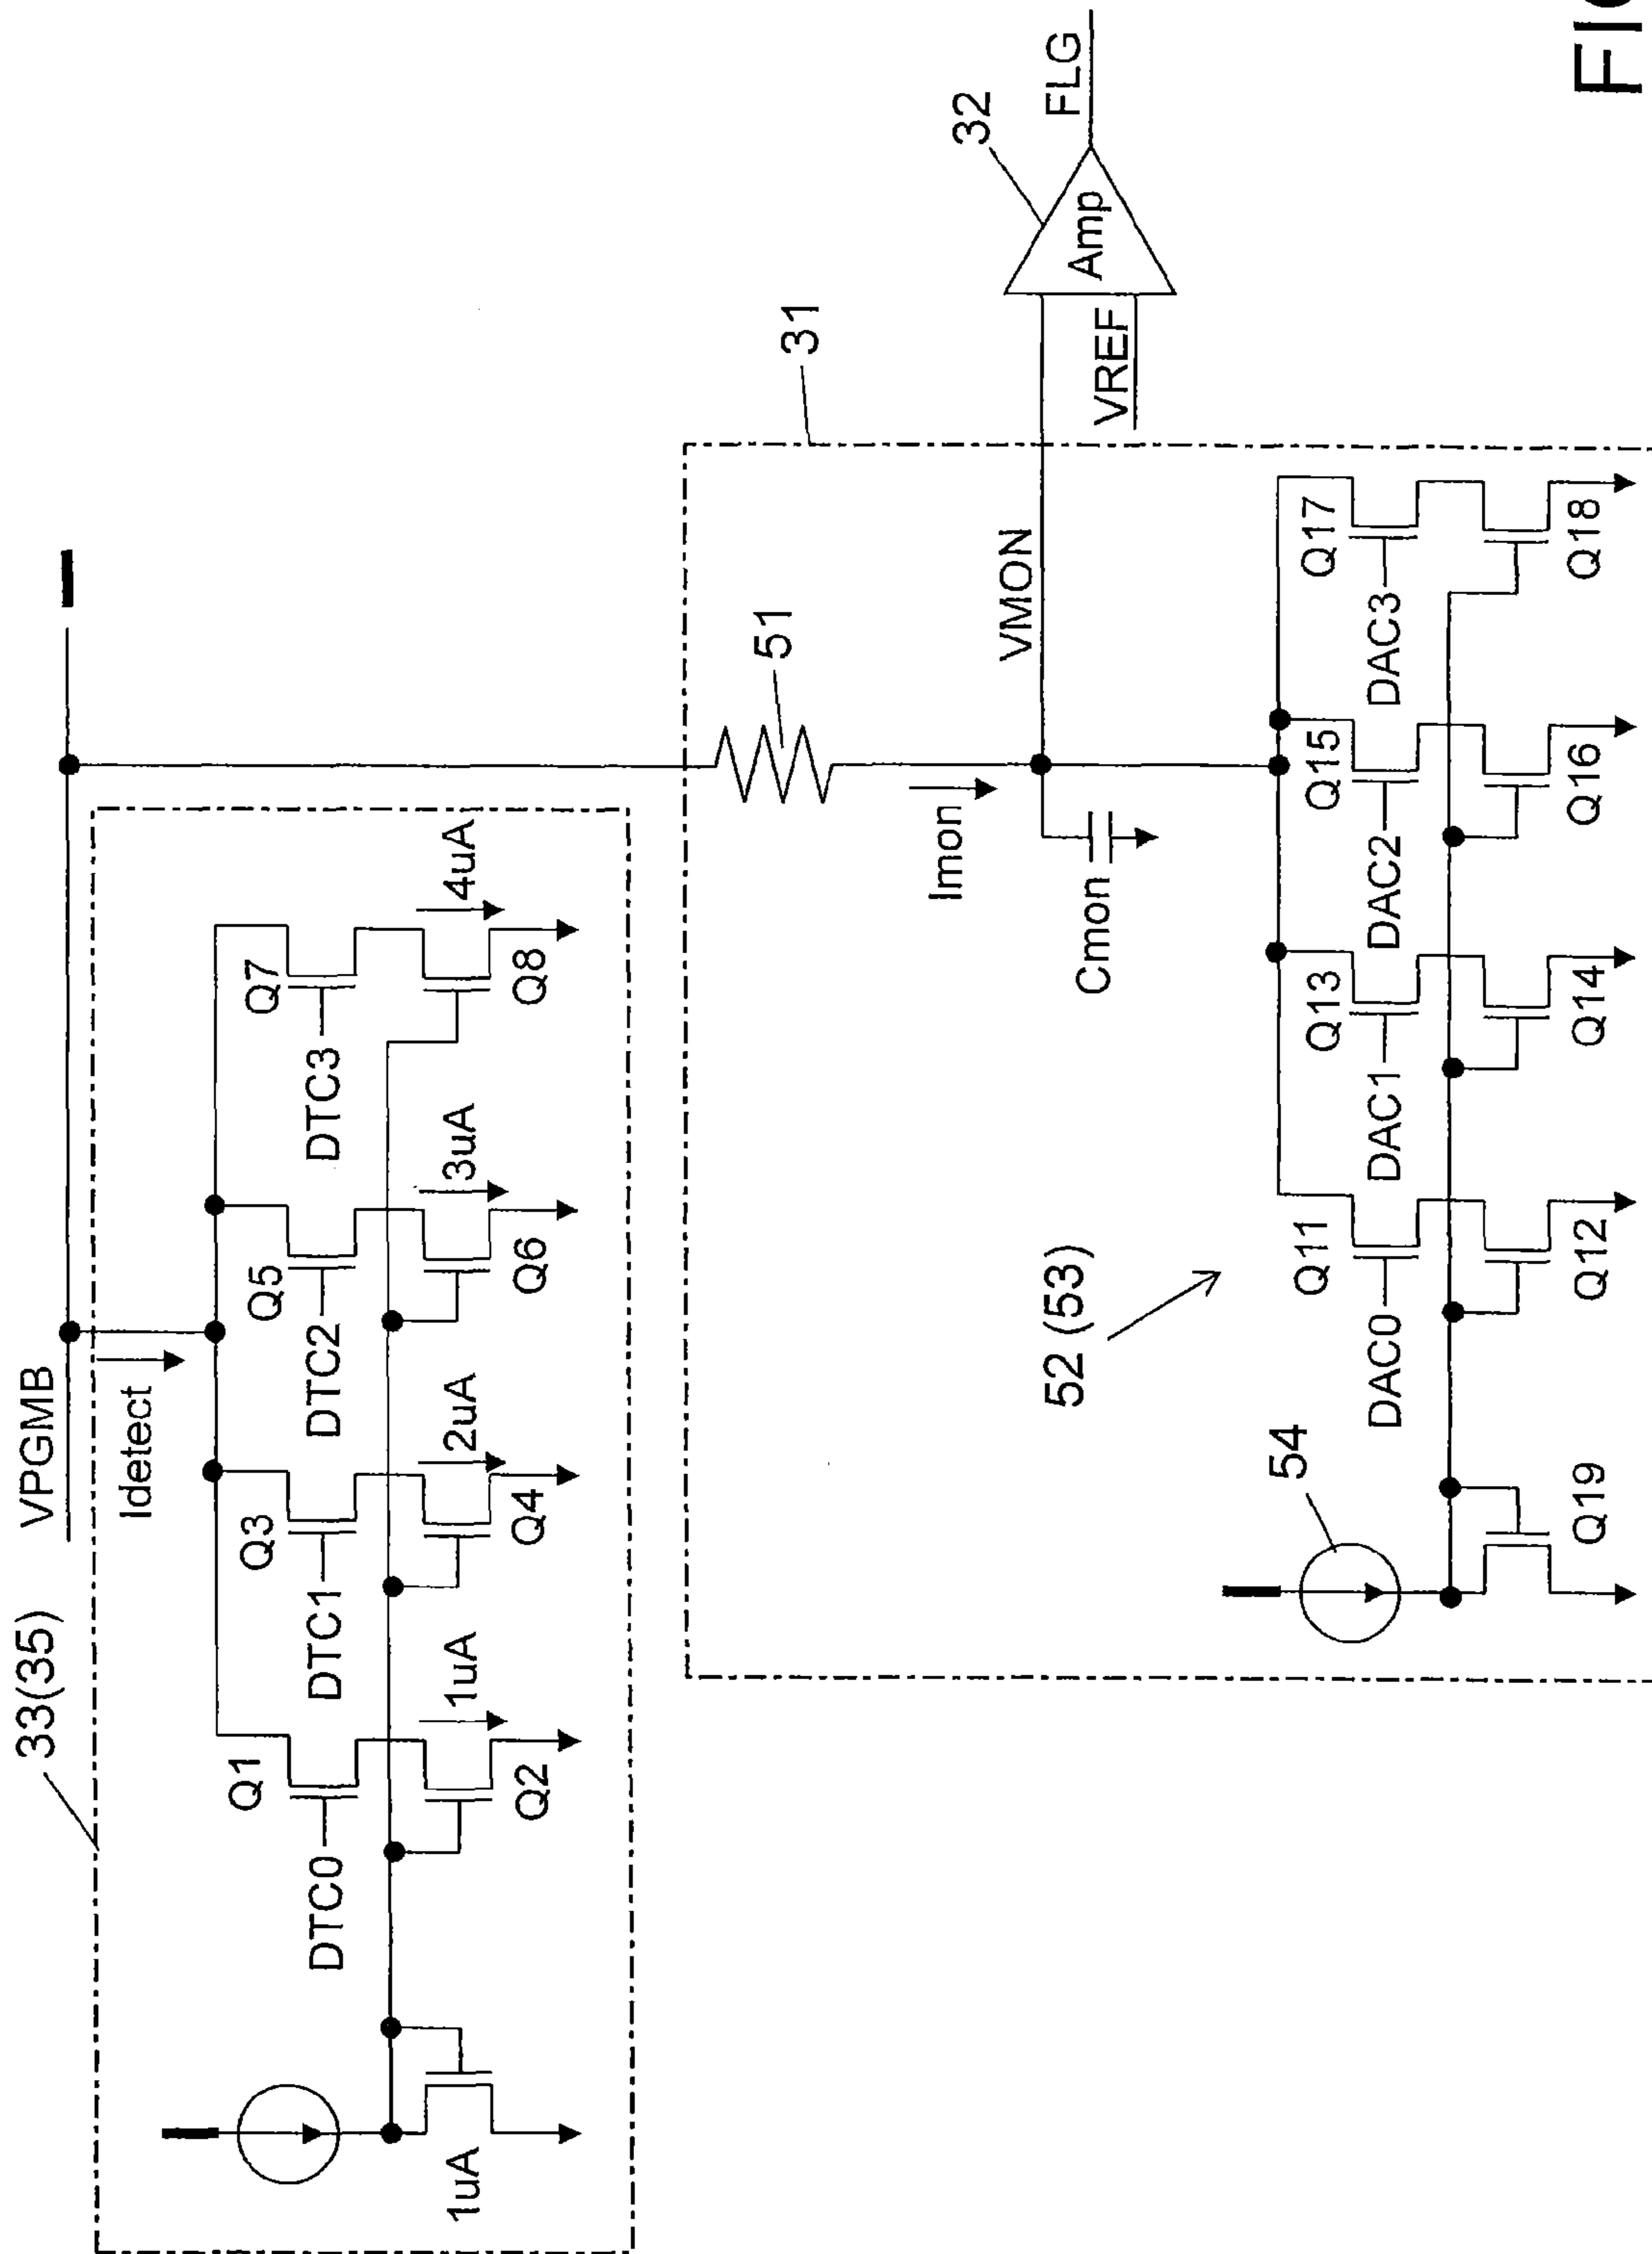 33(35)
VPGMB
Idetect
Q1
Q3
Q5
Q7
DTC0
DTC1
DTC2
DTC3
1uA
1uA
2uA
3uA
4uA
Q2
Q4
Q6
Q8
31
51
32
Imon
VMON
Cmon
VREF
Amp
FLG
52 (53)
54
Q11
Q13
Q15
Q17
DAC0
DAC1
DAC2
DAC3
Q19
Q12
Q14
Q16
Q18